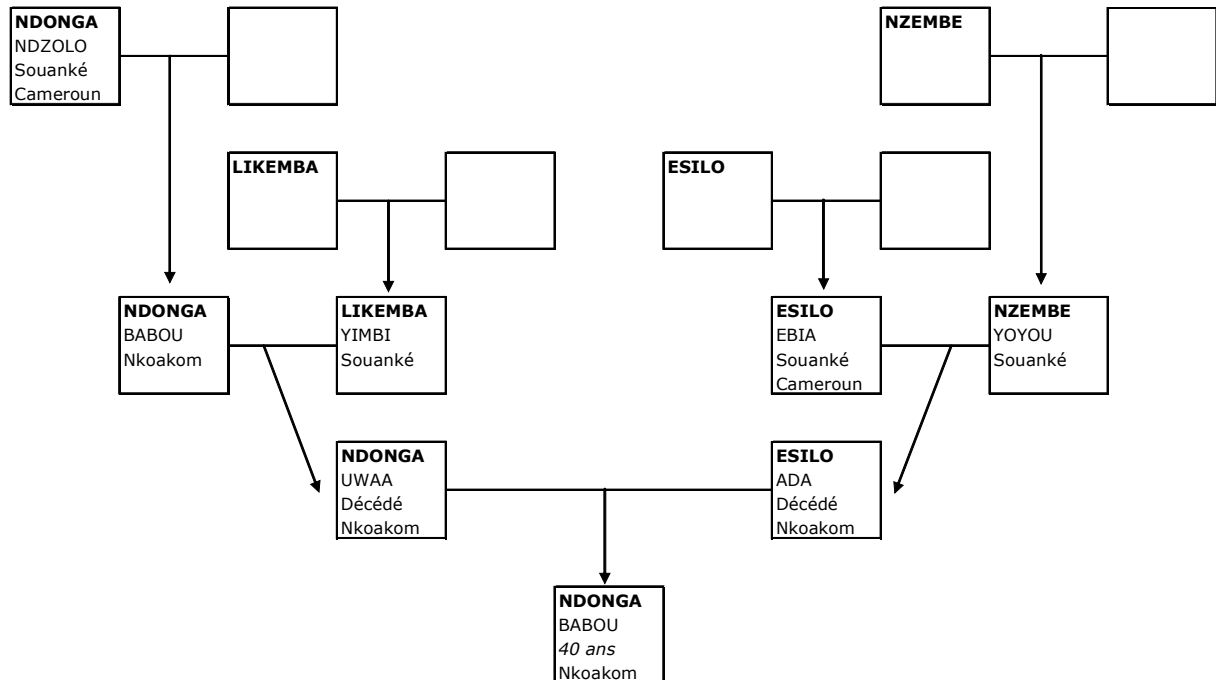 NDONGA
NDZOLO
Souanké
Cameroun
NZEMBE
LIKEMBA
ESILO
NDONGA
BABOU
Nkoakom
LIKEMBA
YIMBI
Souanké
ESILO
EBIA
Souanké
Cameroun
NZEMBE
YOYOU
Souanké
NDONGA
UWAA
Décédé
Nkoakom
ESILO
ADA
Décédé
Nkoakom
NDONGA
BABOU
40 ans
Nkoakom